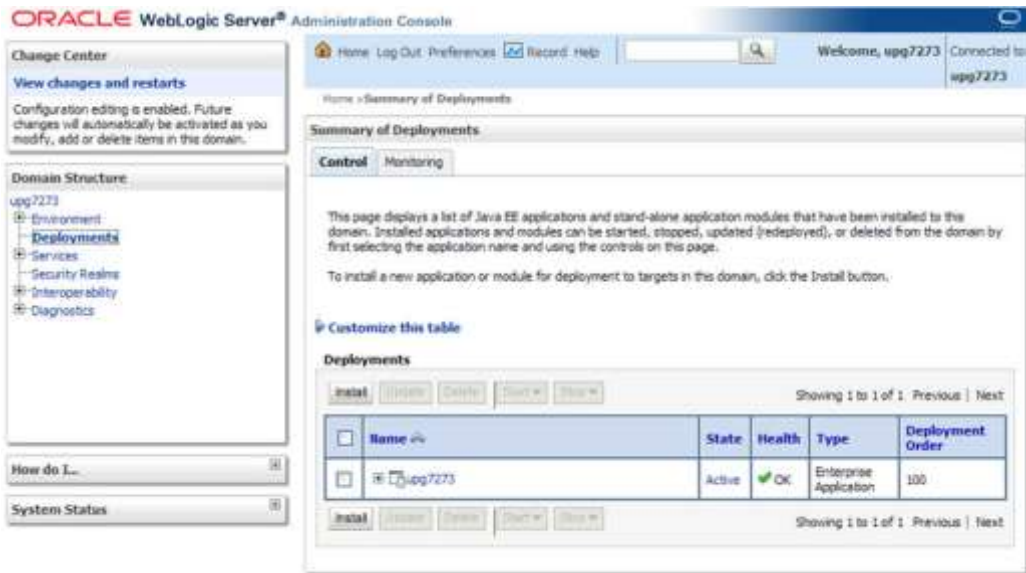 ORACLE WebLogic Server® Administration Console
Change Center
View changes and restarts
Configuration editing is enabled. Future
changes will automatically be activated as you
modify, add or delete items in this domain.
Domain Structure
upg7273
Environment
Deployments
Services
Security Realms
Interoperability
Diagnostics
How do I...
System Status
Home Log Out Preferences Record Help
Welcome, upg7273
Connected to
upg7273
Home >Summary of Deployments
Summary of Deployments
Control Monitoring
This page displays a list of Java EE applications and stand-alone application modules that have been installed to this
domain. Installed applications and modules can be started, stopped, updated (redeployed), or deleted from the domain by
first selecting the application name and using the controls on this page.
To install a new application or module for deployment to targets in this domain, click the Install button.
Customize this table
Deployments
Install Update Delete Start Stop
Showing 1 to 1 of 1 Previous | Next
Name State Health Type Deployment
Order
upg7273 Active OK Enterprise
Application 100
Install Update Delete Start Stop
Showing 1 to 1 of 1 Previous | Next